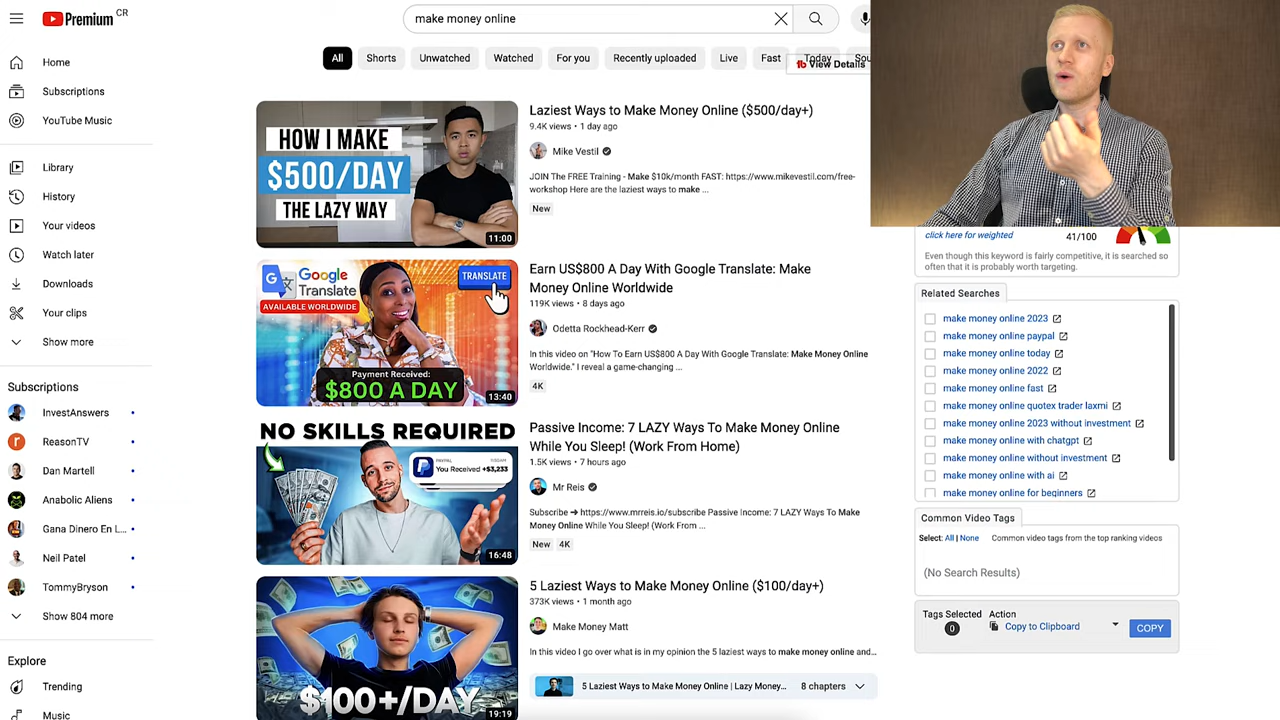 Premium CR
make money online
All
Shorts
Unwatched
Watched
For you
Recently uploaded
Live
Fast
Today
tb View Details
Home
Subscriptions
YouTube Music
Library
History
Your videos
Watch later
Downloads
Your clips
Show more
Subscriptions
InvestAnswers
ReasonTV
Dan Martell
Anabolic Aliens
Gana Dinero En L...
Neil Patel
TommyBryson
Show 804 more
Explore
Trending
Music
HOW I MAKE
$500/DAY
THE LAZY WAY
11:00
Laziest Ways to Make Money Online ($500/day+)
9.4K views • 1 day ago
Mike Vestil
JOIN The FREE Training - Make $10k/month FAST: https://www.mikevestil.com/free-
workshop Here are the laziest ways to make ...
New
Google
Translate
AVAILABLE WORLDWIDE
TRANSLATE
Payment Received:
$800 A DAY
13:40
Earn US$800 A Day With Google Translate: Make
Money Online Worldwide
119K views • 8 days ago
Odetta Rockhead-Kerr
In this video on "How To Earn US$800 A Day With Google Translate: Make Money Online
Worldwide." I reveal a game-changing ...
4K
NO SKILLS REQUIRED
You Received +$3,233
16:48
Passive Income: 7 LAZY Ways To Make Money Online
While You Sleep! (Work From Home)
1.5K views • 7 hours ago
Mr Reis
Subscribe ➔ https://www.mrreis.io/subscribe Passive Income: 7 LAZY Ways To Make
Money Online While You Sleep! (Work From ...
New 4K
$100+/DAY
19:19
5 Laziest Ways to Make Money Online ($100/day+)
373K views • 1 month ago
Make Money Matt
In this video I go over what is in my opinion the 5 laziest ways to make money online and...
5 Laziest Ways to Make Money Online | Lazy Money...
8 chapters
click here for weighted
41/100
Even though this keyword is fairly competitive, it is searched so
often that it is probably worth targeting.
Related Searches
make money online 2023
make money online paypal
make money online today
make money online 2022
make money online fast
make money online quotex trader laxmi
make money online 2023 without investment
make money online with chatgpt
make money online without investment
make money online with ai
make money online for beginners
Common Video Tags
Select: All | None Common video tags from the top ranking videos
(No Search Results)
Tags Selected
0
Action
Copy to Clipboard
COPY